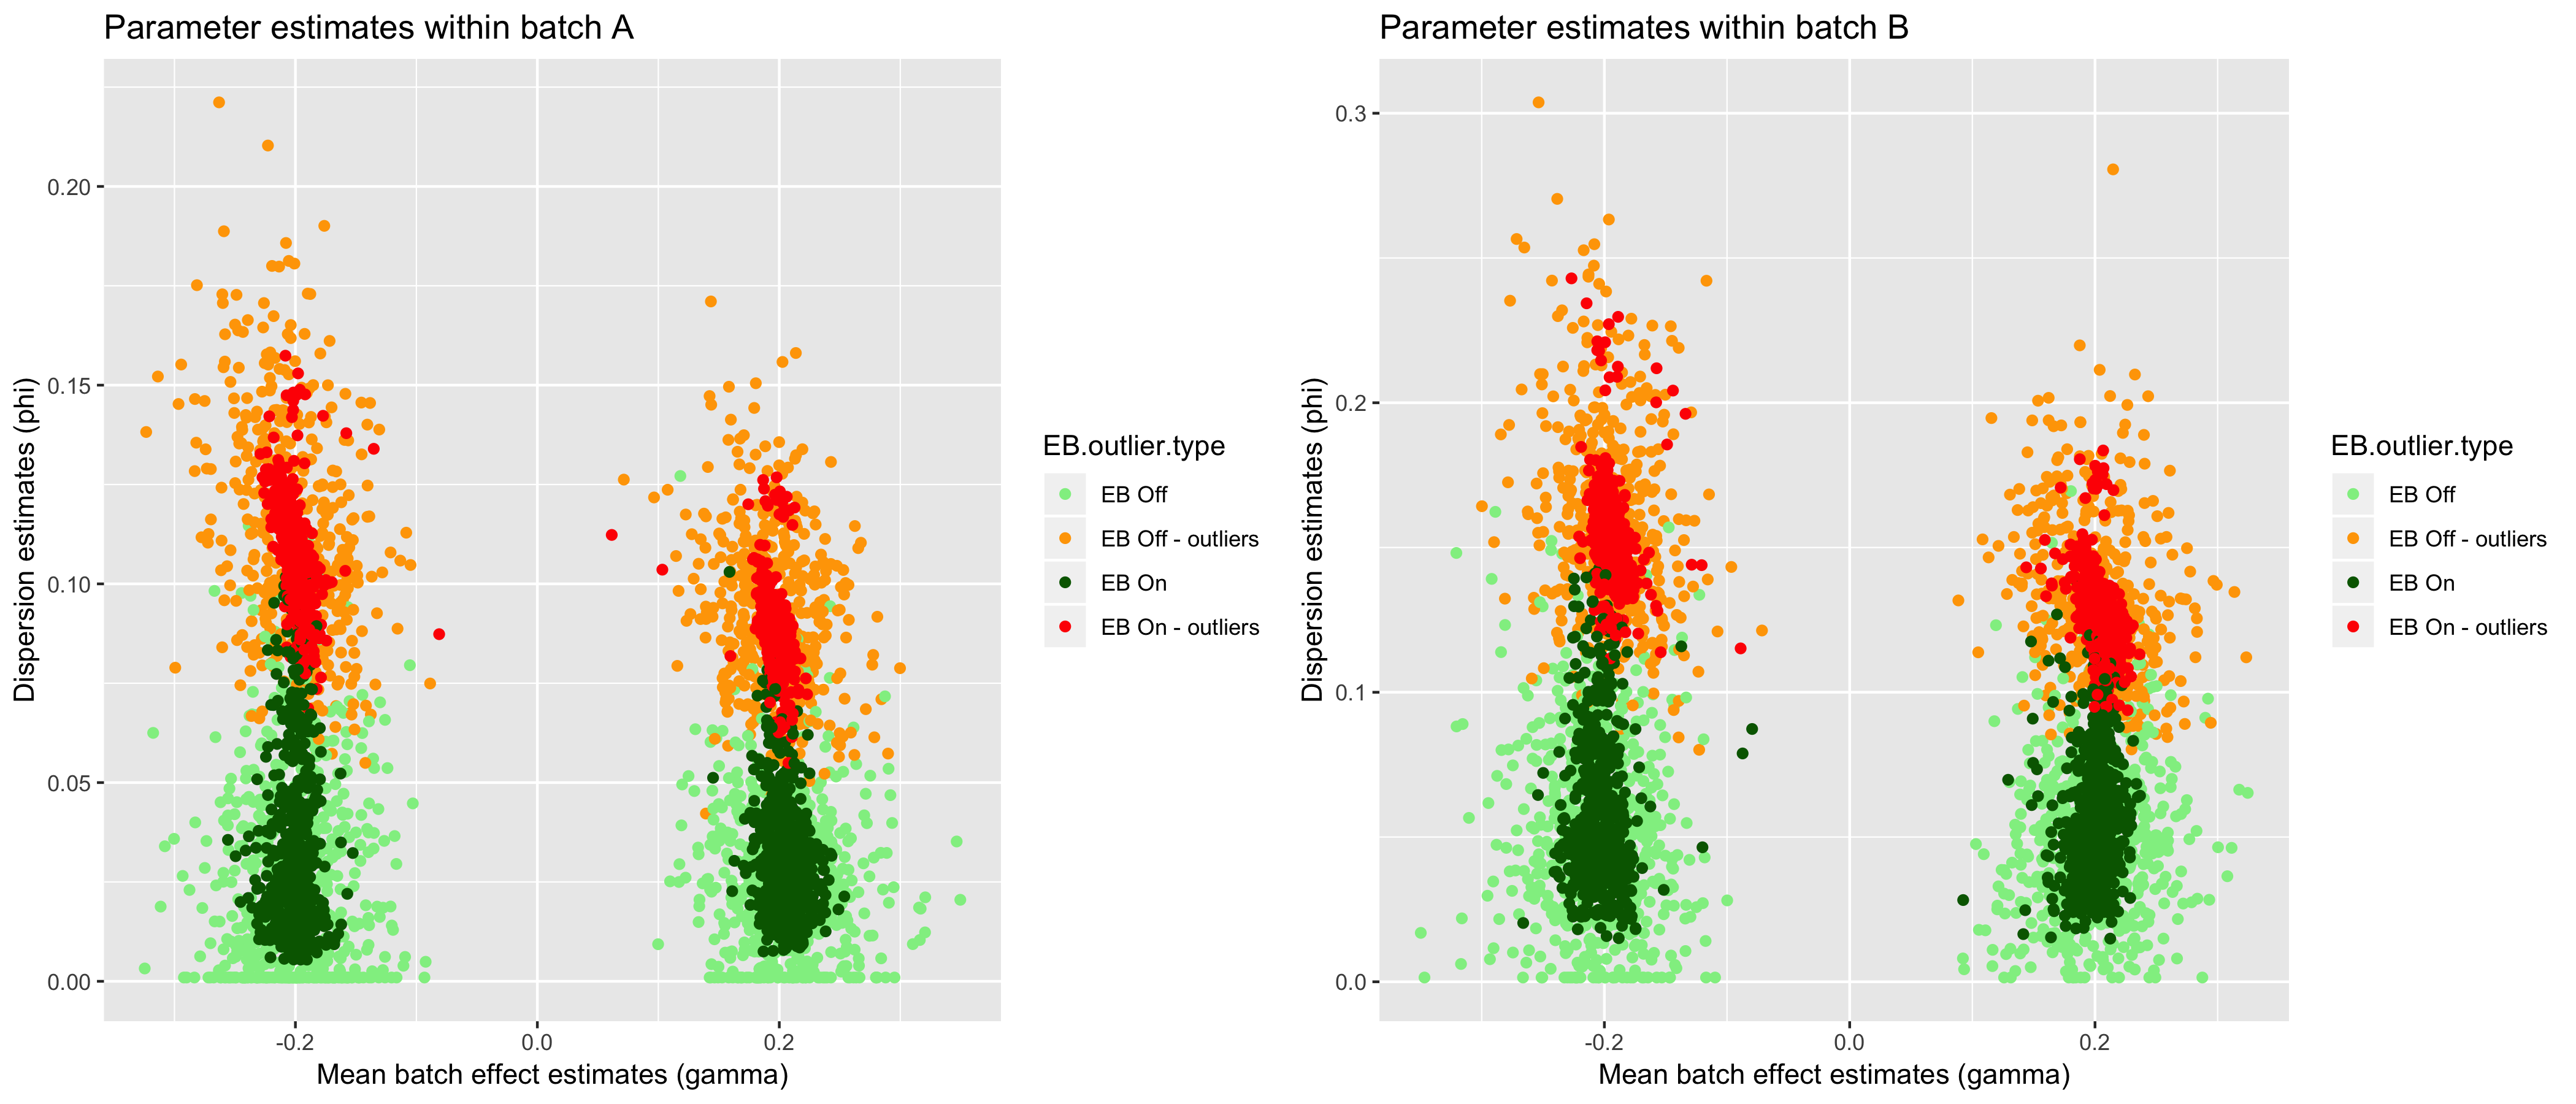 Parameter estimates within batch A
Dispersion estimates (phi)
0.20
0.15
0.10
0.05
0.00
-0.2
0.0
0.2
Mean batch effect estimates (gamma)
EB.outlier.type
EB Off
EB Off - outliers
EB On
EB On - outliers
Parameter estimates within batch B
Dispersion estimates (phi)
0.3
0.2
0.1
0.0
-0.2
0.0
0.2
Mean batch effect estimates (gamma)
EB.outlier.type
EB Off
EB Off - outliers
EB On
EB On - outliers